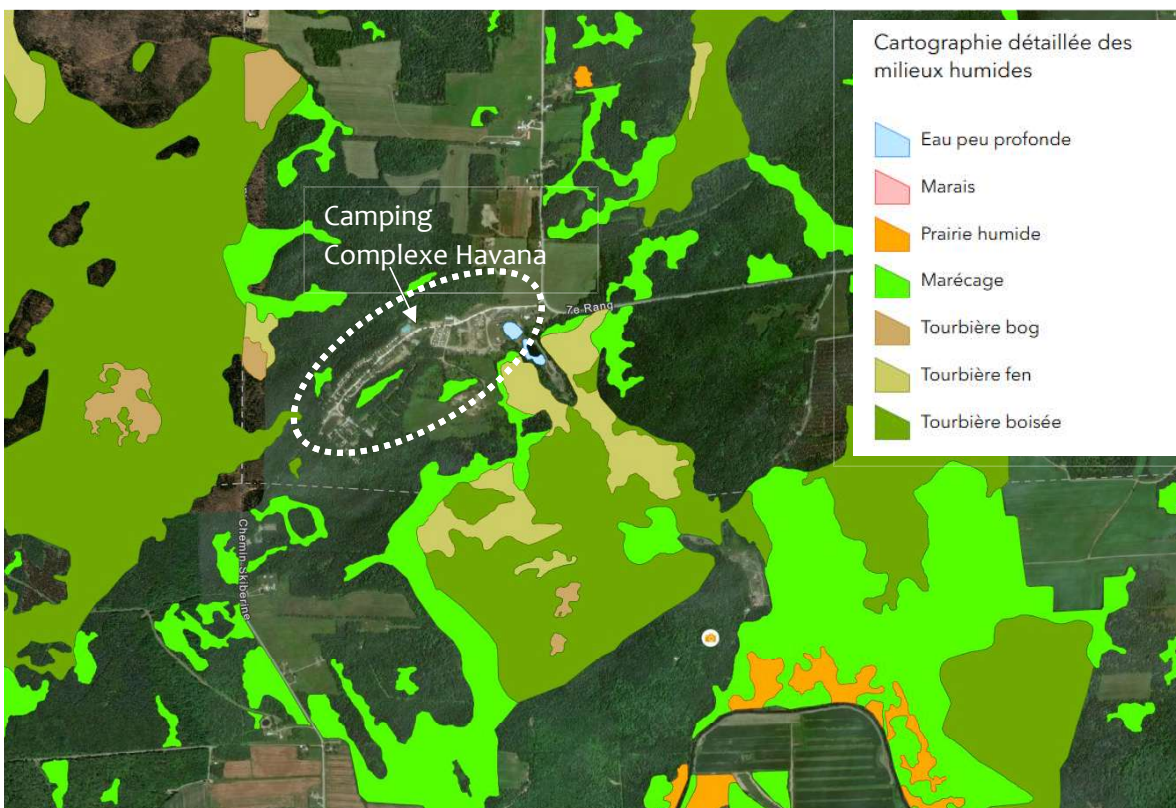 Cartographie détaillée des
milieux humides
Eau peu profonde
Marais
Prairie humide
Marécage
Tourbière bog
Tourbière fen
Tourbière boisée
Camping
Complexe Havana
7e Rang
Chemin Skiberine